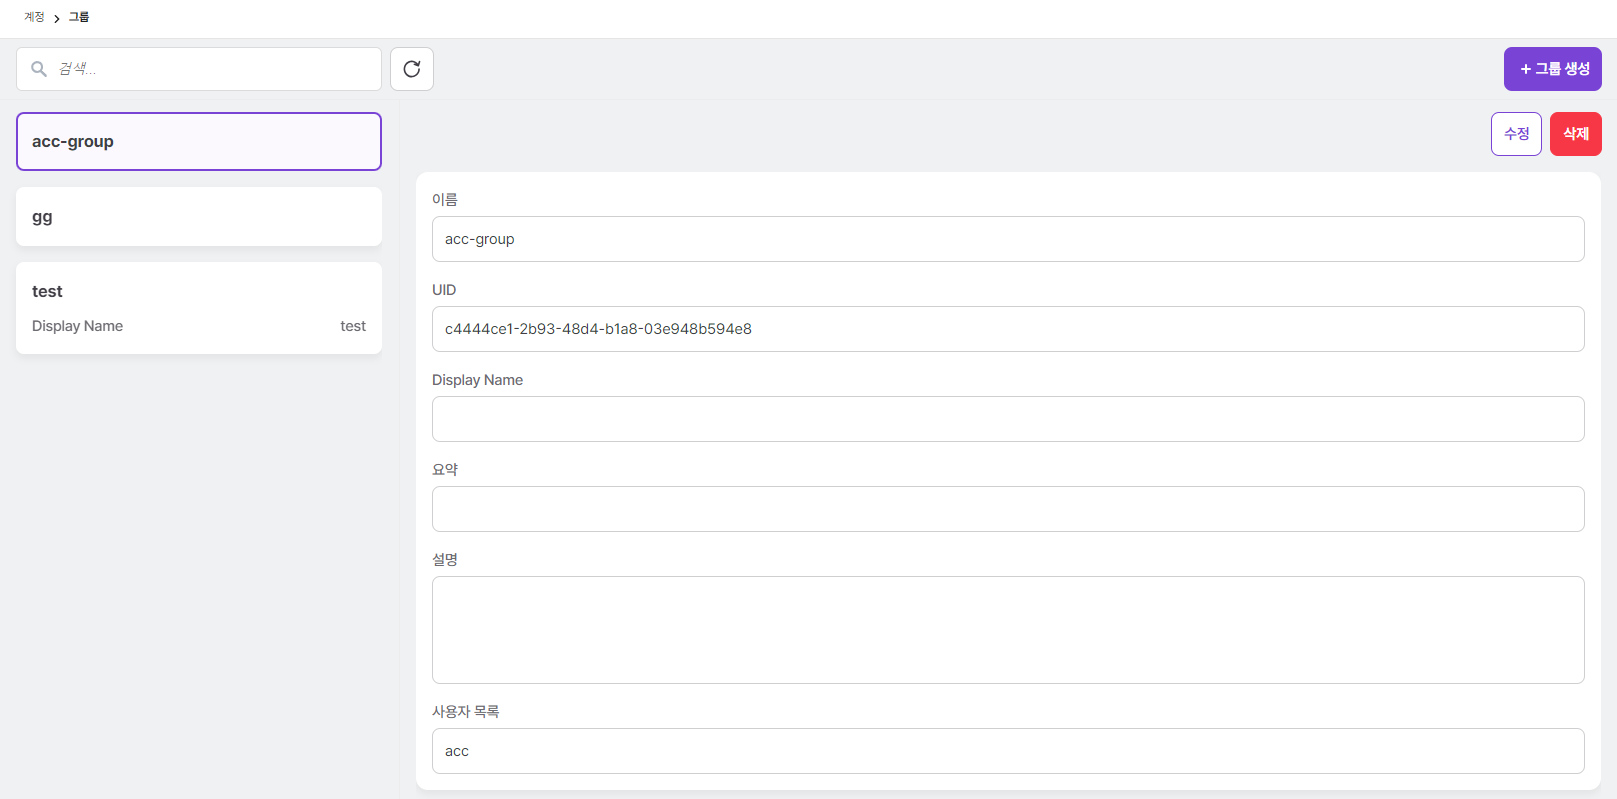 계정 > 그룹
검색...
+ 그룹 생성
acc-group
gg
test
Display Name test
수정 삭제
이름
acc-group
UID
c4444ce1-2b93-48d4-b1a8-03e948b594e8
Display Name
요약
설명
사용자 목록
acc